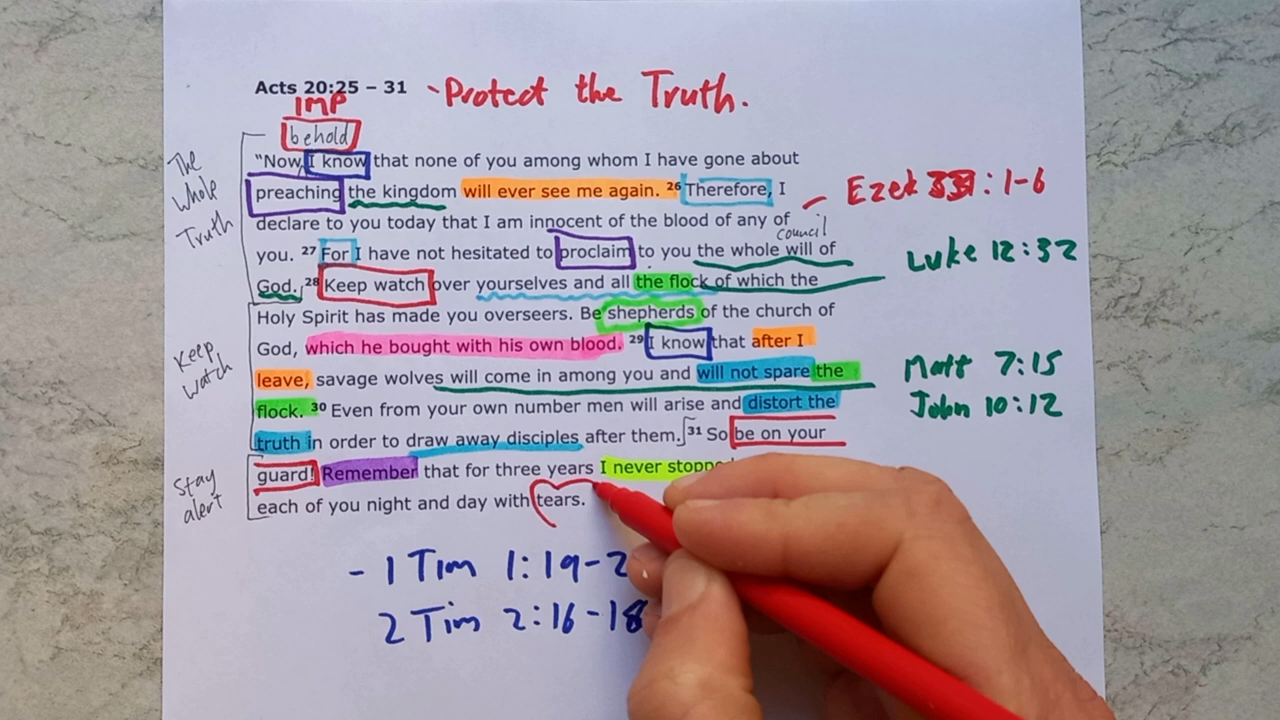 Acts 20:25 – 31 - Protect the Truth.
IMP
behold
The Whole Truth
"Now, I know that none of you among whom I have gone about
preaching the kingdom will ever see me again. 26 Therefore, I
Ezek 33:1-6
declare to you today that I am innocent of the blood of any of
council
you. 27 For I have not hesitated to proclaim to you the whole will of
Luke 12:32
God. 28 Keep watch over yourselves and all the flock of which the
Holy Spirit has made you overseers. Be shepherds of the church of
Keep watch
God, which he bought with his own blood. 29 I know that after I
leave, savage wolves will come in among you and will not spare the
Matt 7:15
flock. 30 Even from your own number men will arise and distort the
John 10:12
truth in order to draw away disciples after them. 31 So be on your
Stay alert
guard! Remember that for three years I never
each of you night and day with tears.
- 1 Tim 1:19-2
2 Tim 2:16-18